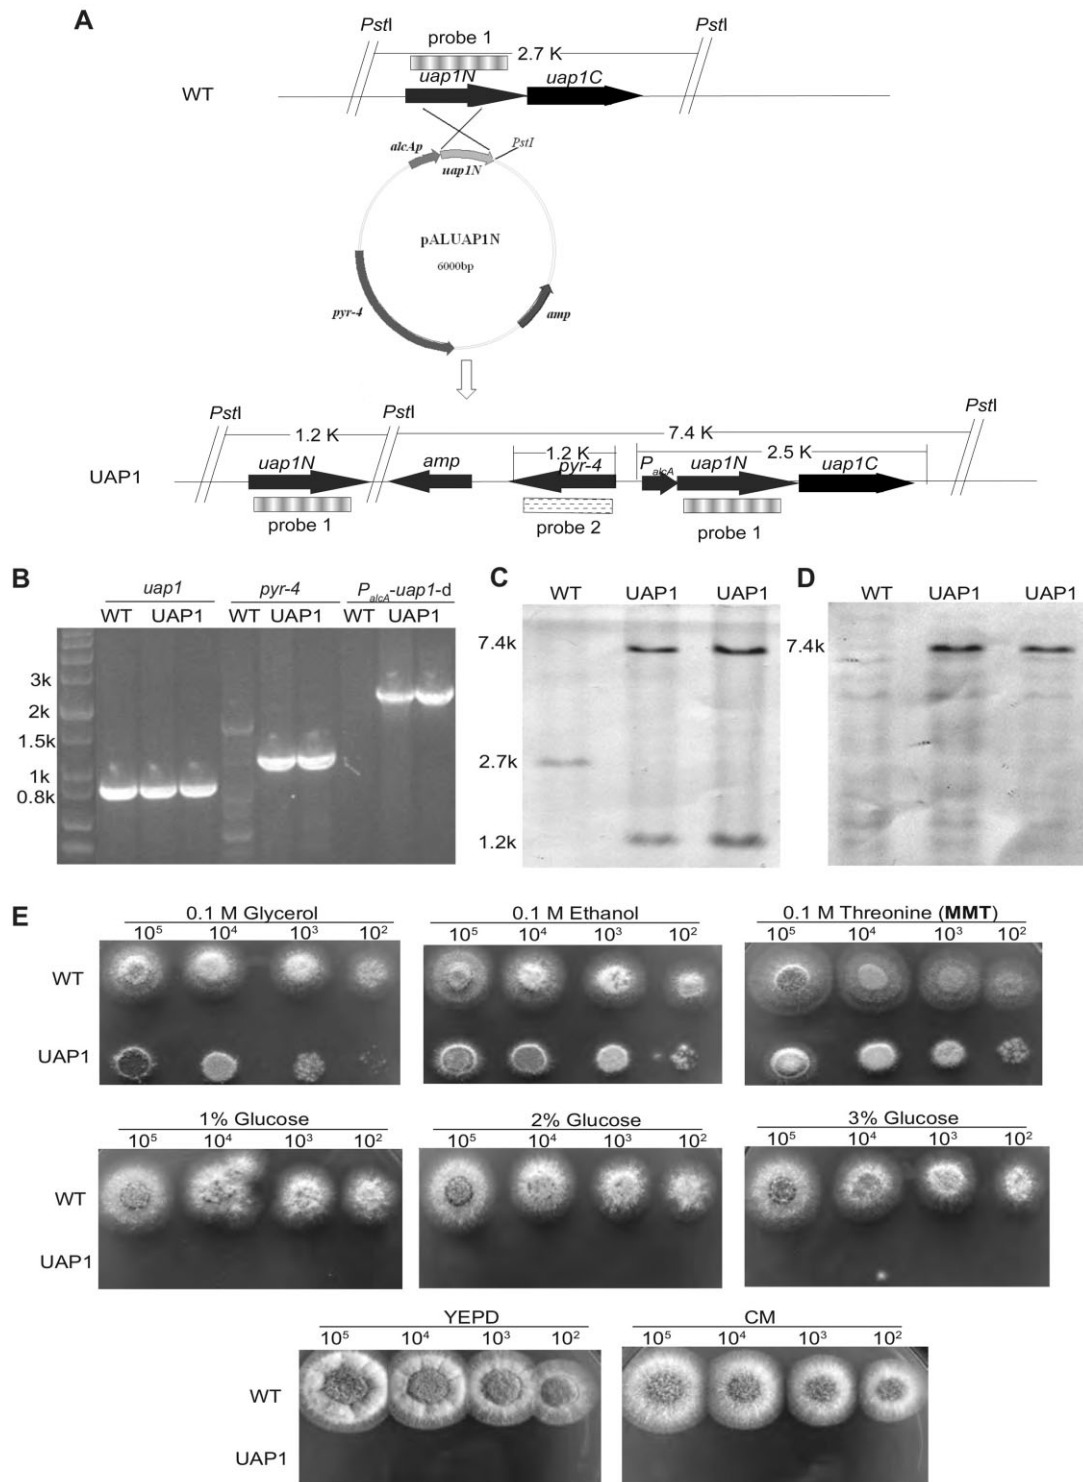 A
PstI
PstI
probe 1
2.7 K
uap1N
uap1C
WT
alcAp
uap1N
PstI
pALUAP1N
6000bp
pyr-4
amp
PstI
PstI
PstI
1.2 K
7.4 K
uap1N
amp
1.2 K
pyr-4
PalcA
uap1N
2.5 K
uap1C
UAP1
probe 1
probe 2
probe 1
B
uap1
pyr-4
PalcA-uap1-d
WT
UAP1
WT
UAP1
WT
UAP1
3k
2k
1.5k
1k
0.8k
C
WT
UAP1
UAP1
7.4k
2.7k
1.2k
D
WT
UAP1
UAP1
7.4k
E
0.1 M Glycerol
10⁵ 10⁴ 10³ 10²
0.1 M Ethanol
10⁵ 10⁴ 10³ 10²
0.1 M Threonine (MMT)
10⁵ 10⁴ 10³ 10²
WT
UAP1
1% Glucose
10⁵ 10⁴ 10³ 10²
2% Glucose
10⁵ 10⁴ 10³ 10²
3% Glucose
10⁵ 10⁴ 10³ 10²
WT
UAP1
YEPD
10⁵ 10⁴ 10³ 10²
CM
10⁵ 10⁴ 10³ 10²
WT
UAP1